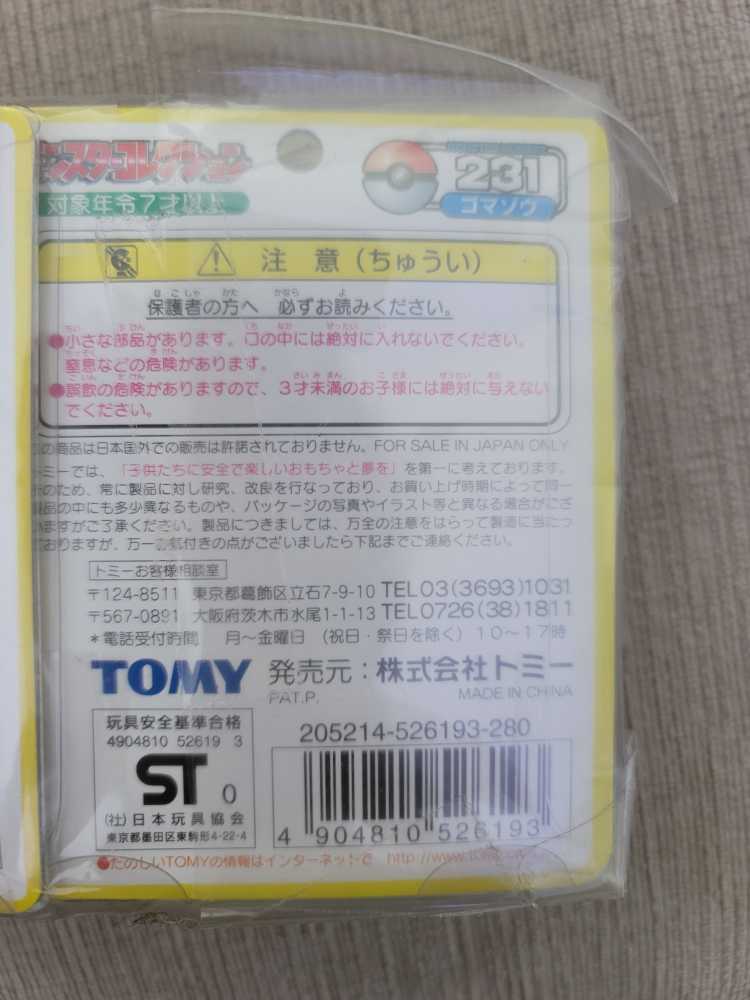 ンスターコレクション
対象年令7才以上
231
ゴマゾウ
注意(ちゅうい)
保護者の方へ 必ずお読みください。
●小さな部品があります。口の中には絶対に入れないでください。
窒息などの危険があります。
●誤飲の危険がありますので、3才未満のお子様には絶対に与えない
でください。
の商品は日本国外での販売は許諾されておりません。FOR SALE IN JAPAN ONLY
トミーでは、「子供たちに安全で楽しいおもちゃと夢を」を第一に考えております。
のため、常に製品に対し研究、改良を行なっており、お買い上げ時期によって同一
製品の中にも多少異なるものや、パッケージの写真やイラスト等と異なる場合がござ
いますがご了承ください。製品につきましては、万全の注意をはらって製造に当たっ
ておりますが、万一お気付きの点がございましたら下記までご連絡ください。
トミーお客様相談室
〒124-8511 東京都葛飾区立石7-9-10 TEL03(3693)1031
〒567-0891 大阪府茨木市水尾1-1-13 TEL0726(38)1811
*電話受付時間 月〜金曜日(祝日・祭日を除く)10〜17時
TOMY 発売元:株式会社トミー
PAT.P. MADE IN CHINA
玩具安全基準合格
4904810 52619 3
ST 0
(社)日本玩具協会
東京都墨田区東駒形4-22-4
205214-526193-280
4 904810 526193
●たのしいTOMYの情報はインターネットで http://www.